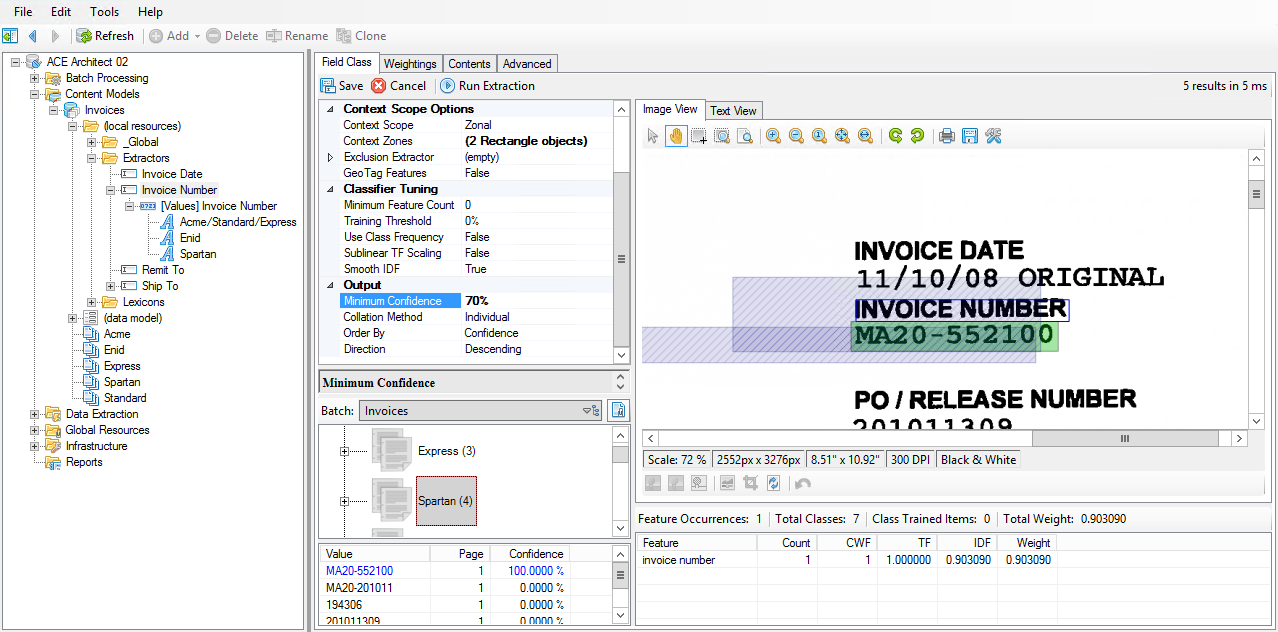 File Edit Tools Help
Refresh Add Delete Rename Clone
ACE Architect 02
Batch Processing
Content Models
Invoices
(local resources)
_Global
Extractors
Invoice Date
Invoice Number
[Values] Invoice Number
Acme/Standard/Express
Enid
Spartan
Remit To
Ship To
Lexicons
(data model)
Acme
Enid
Express
Spartan
Standard
Data Extraction
Global Resources
Infrastructure
Reports
Field Class Weightings Contents Advanced
Save Cancel Run Extraction 5 results in 5 ms
Context Scope Options
Context Scope Zonal
Context Zones (2 Rectangle objects)
Exclusion Extractor (empty)
GeoTag Features False
Classifier Tuning
Minimum Feature Count 0
Training Threshold 0%
Use Class Frequency False
Sublinear TF Scaling False
Smooth IDF True
Output
Minimum Confidence 70%
Collation Method Individual
Order By Confidence
Direction Descending
Minimum Confidence
Batch: Invoices
Express (3)
Spartan (4)
Value Page Confidence
MA20-552100 1 100.0000 %
MA20-201011 1 0.0000 %
194306 1 0.0000 %
201011309 1 0.0000 %
Image View Text View
INVOICE DATE
11/10/08 ORIGINAL
INVOICE NUMBER
MA20-552100
PO / RELEASE NUMBER
201011309
Scale: 72 % 2552px x 3276px 8.51" x 10.92" 300 DPI Black & White
Feature Occurrences: 1 Total Classes: 7 Class Trained Items: 0 Total Weight: 0.903090
Feature Count CWF TF IDF Weight
invoice number 1 1 1.000000 0.903090 0.903090